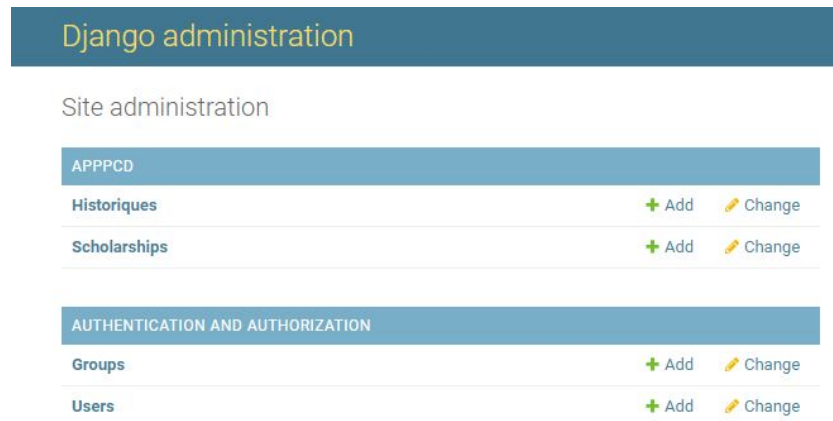 Django administration
Site administration
APPPCD
Historiques + Add Change
Scholarships + Add Change
AUTHENTICATION AND AUTHORIZATION
Groups + Add Change
Users + Add Change